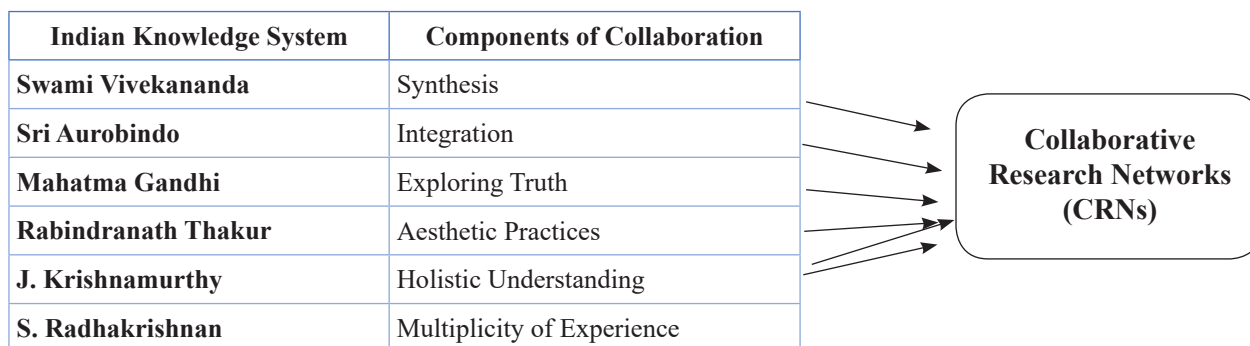 Indian Knowledge System Components of Collaboration
Swami Vivekananda Synthesis
Sri Aurobindo Integration
Mahatma Gandhi Exploring Truth
Rabindranath Thakur Aesthetic Practices
J. Krishnamurthy Holistic Understanding
S. Radhakrishnan Multiplicity of Experience
Collaborative
Research Networks
(CRNs)